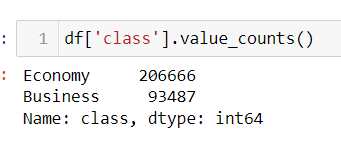 : 1 df['class'].value_counts()
: Economy     206666
Business     93487
Name: class, dtype: int64